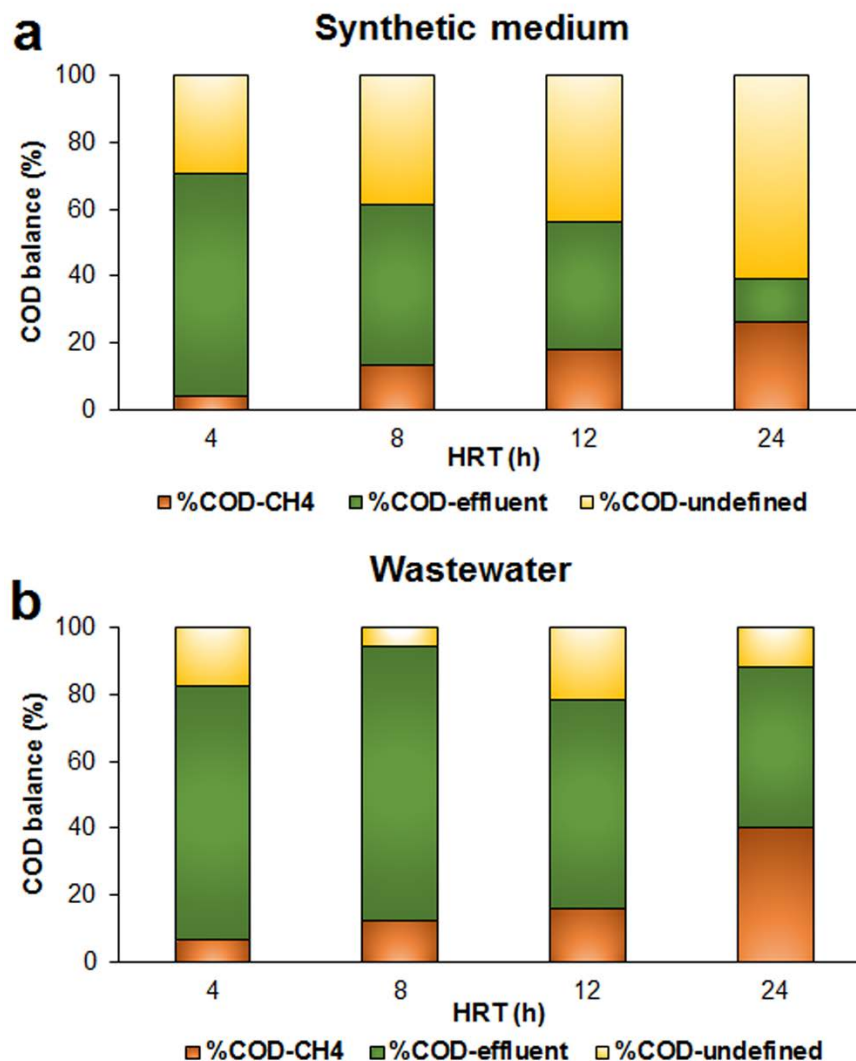 a
Synthetic medium
COD balance (%)
100
80
60
40
20
0
4 8 12 24
HRT (h)
%COD-CH4 %COD-effluent %COD-undefined
b
Wastewater
COD balance (%)
100
80
60
40
20
0
4 8 12 24
HRT (h)
%COD-CH4 %COD-effluent %COD-undefined